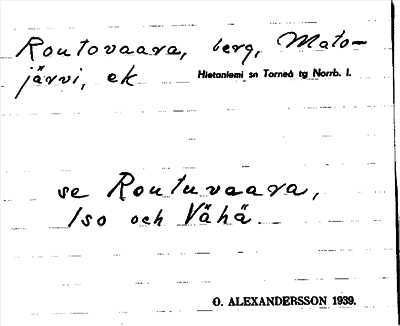 Routovaara, berg, Mato-
järvi, ek. Hietaniemi sn Torneå tg Norrb. l.
se Routuvaara,
Iso och Vähä
O. ALEXANDERSSON 1939.